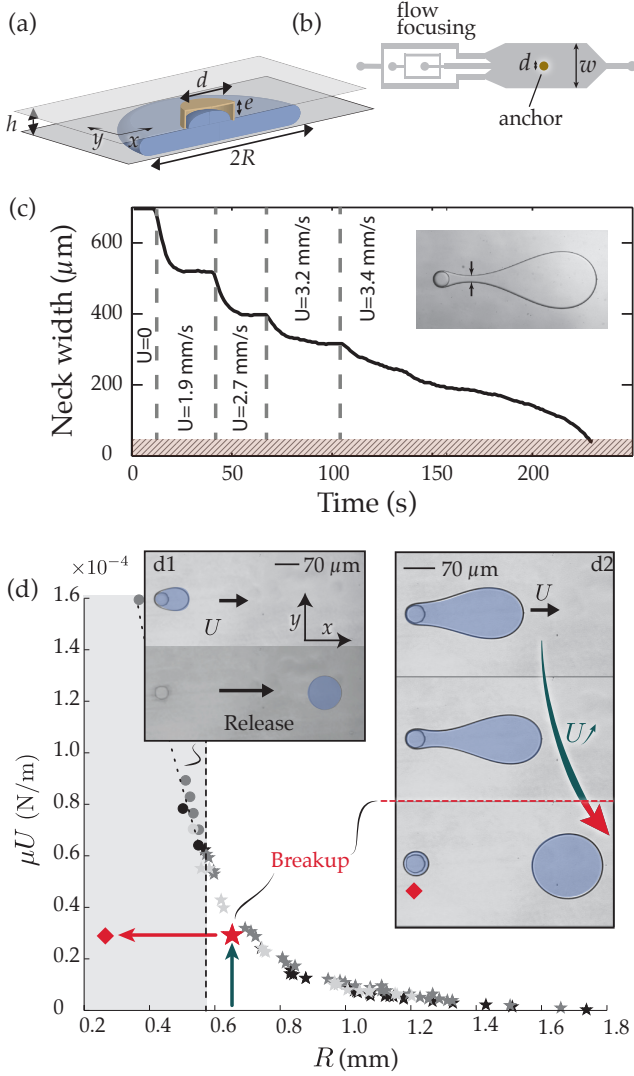 (a)
d
e
h
y
x
2R
(b)
flow
focusing
d
w
anchor
(c)
Neck width (μm)
600
400
200
0
U=0
U=1.9 mm/s
U=2.7 mm/s
U=3.2 mm/s
U=3.4 mm/s
0
50
100
150
200
Time (s)
(d)
×10⁻⁴
μU (N/m)
1.6
1.4
1.2
1.0
0.8
0.6
0.4
0.2
0
d1
70 μm
U
y
x
Release
d2
70 μm
U
U
Breakup
0.2
0.4
0.6
0.8
1.0
1.2
1.4
1.6
1.8
R (mm)